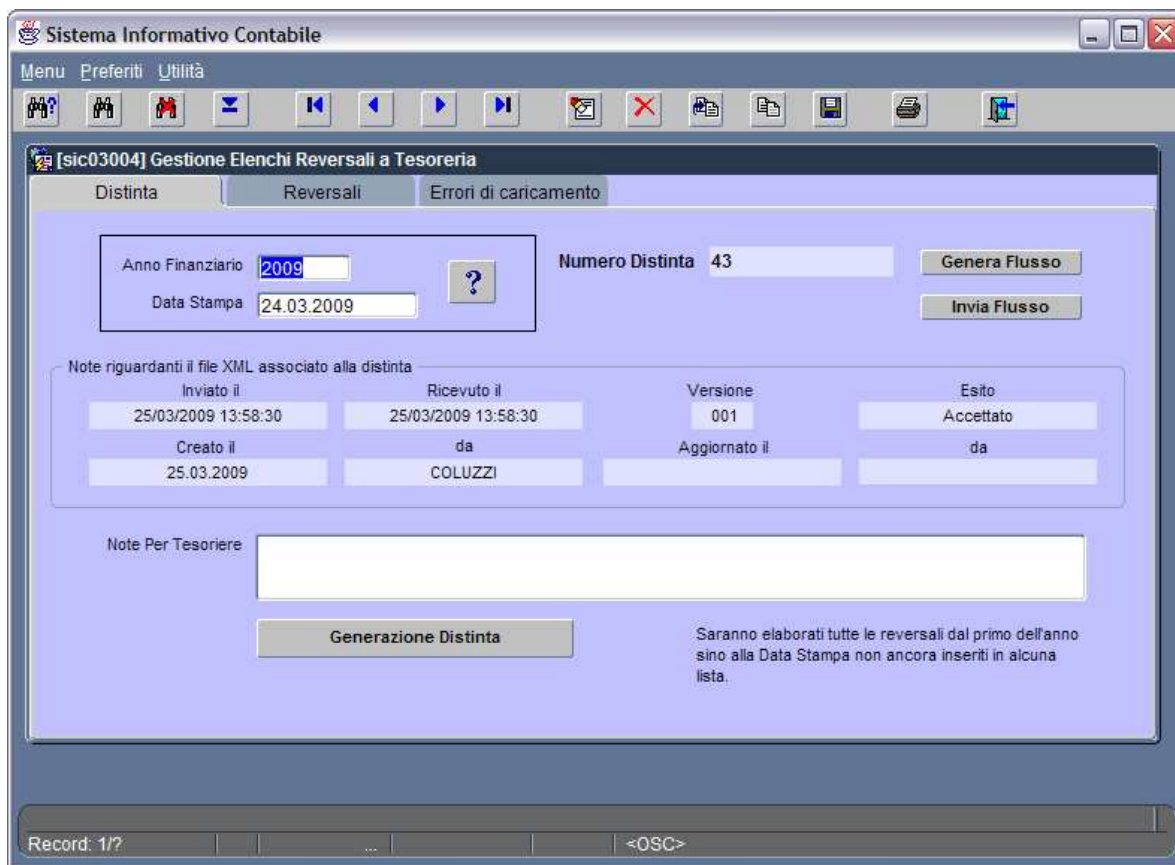 Sistema Informativo Contabile
Menu Preferiti Utilità
[sic03004] Gestione Elenchi Reversali a Tesoreria
Distinta Reversali Errori di caricamento
Anno Finanziario 2009 ? Numero Distinta 43 Genera Flusso
Data Stampa 24.03.2009 Invia Flusso
Note riguardanti il file XML associato alla distinta
Inviato il Ricevuto il Versione Esito
25/03/2009 13:58:30 25/03/2009 13:58:30 001 Accettato
Creato il da Aggiornato il da
25.03.2009 COLUZZI
Note Per Tesoriere
Generazione Distinta
Saranno elaborati tutte le reversali dal primo dell'anno
sino alla Data Stampa non ancora inseriti in alcuna
lista.
Record: 1/? ... <OSC>